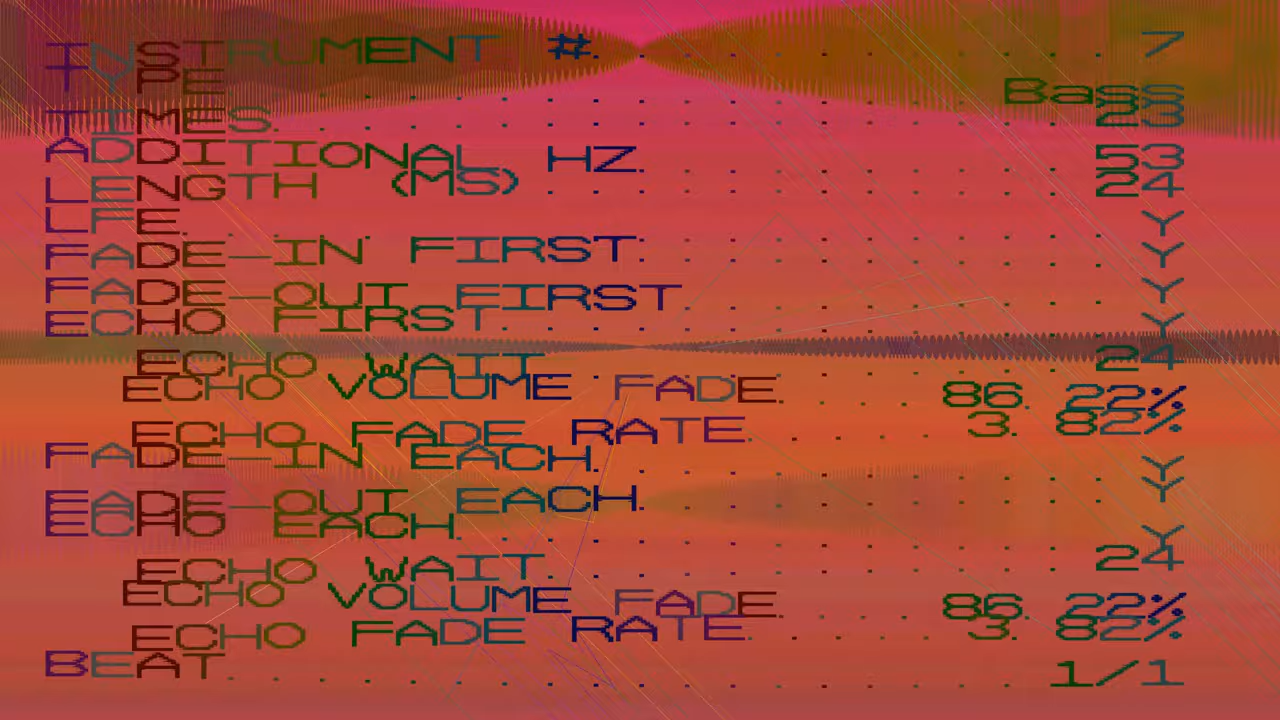 INSTRUMENT #. 7
TYPE Bass
TIMES. 23
ADDITIONAL HZ. 53
LENGTH (MS) 24
LFE. Y
FADE-IN FIRST. Y
FADE-OUT FIRST Y
ECHO FIRST Y
ECHO WAIT. 24
ECHO VOLUME FADE. 86.22%
ECHO FADE RATE. 3.82%
FADE-IN EACH. Y
FADE-OUT EACH. Y
ECHO EACH. Y
ECHO WAIT. 24
ECHO VOLUME FADE. 86.22%
ECHO FADE RATE. 3.82%
BEAT. 1/1